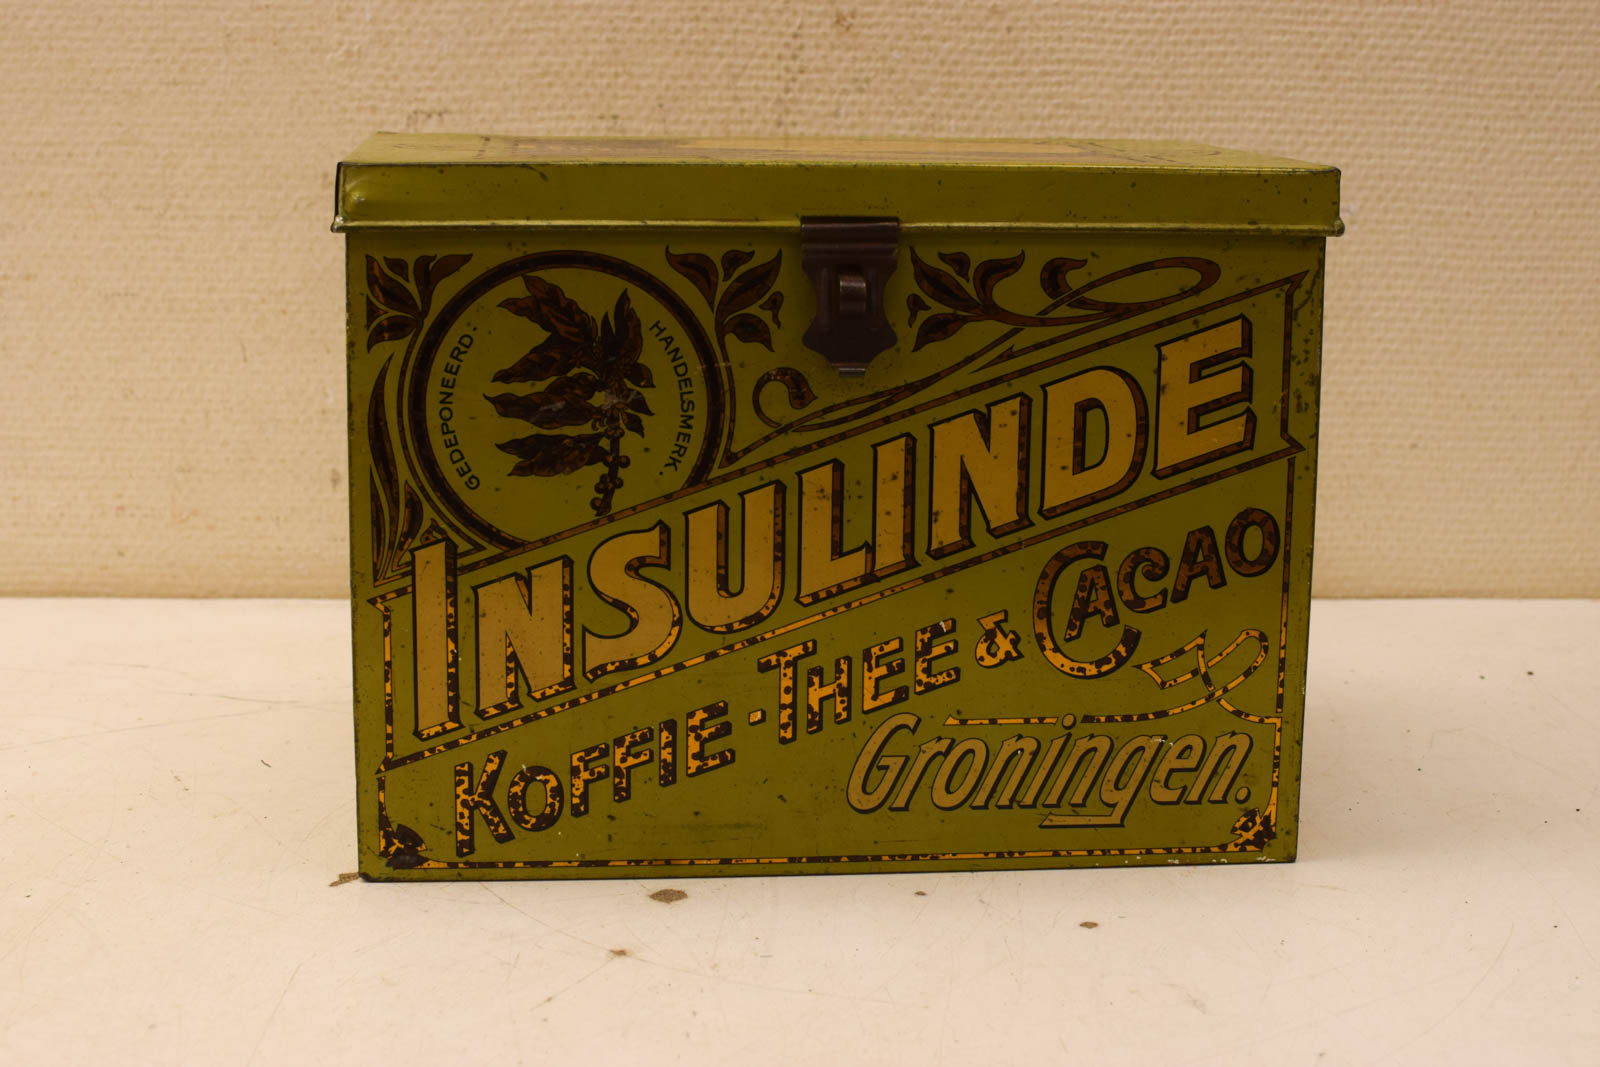 GEDEPONEERD:
HANDELSMERK.
INSULINDE
KOFFIE-THEE & CACAO
Groningen.